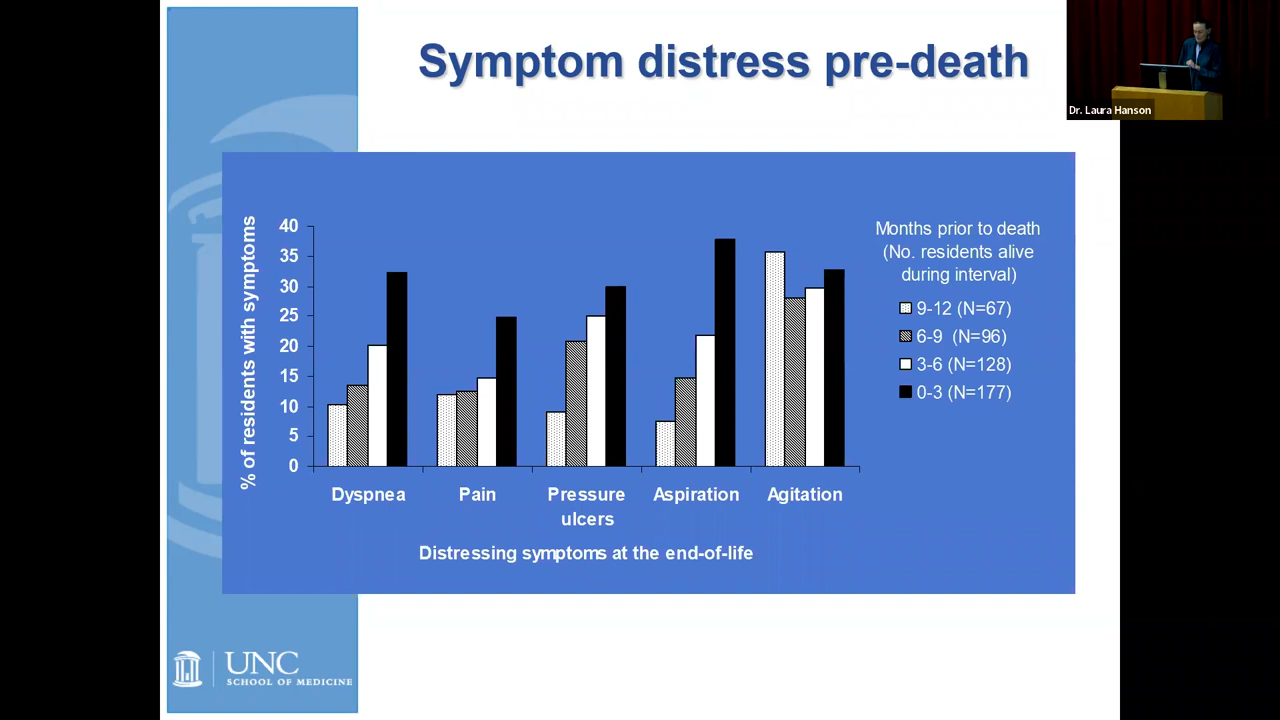 Symptom distress pre-death
Dr. Laura Hanson
% of residents with symptoms
40
35
30
25
20
15
10
5
0
Dyspnea
Pain
Pressure
ulcers
Aspiration
Agitation
Distressing symptoms at the end-of-life
Months prior to death
(No. residents alive
during interval)
9-12 (N=67)
6-9 (N=96)
3-6 (N=128)
0-3 (N=177)
UNC
SCHOOL OF MEDICINE